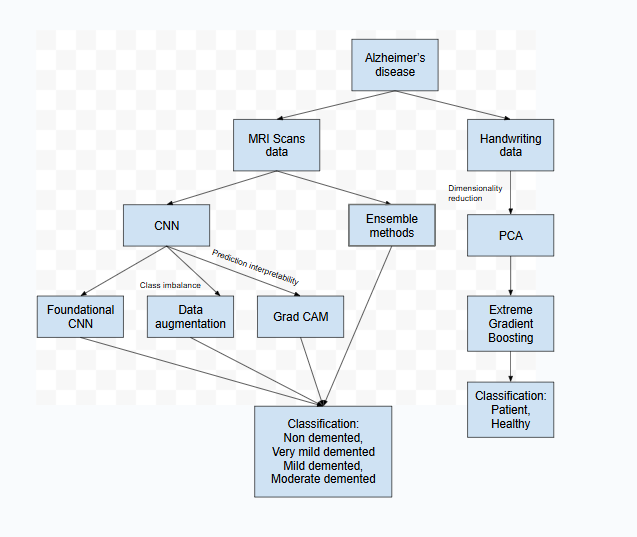 Alzheimer's
disease
MRI Scans
data
Handwriting
data
Dimensionality
reduction
CNN
Ensemble
methods
PCA
Prediction interpretability
Class imbalance
Foundational
CNN
Data
augmentation
Grad CAM
Extreme
Gradient
Boosting
Classification:
Patient,
Healthy
Classification:
Non demented,
Very mild demented
Mild demented,
Moderate demented